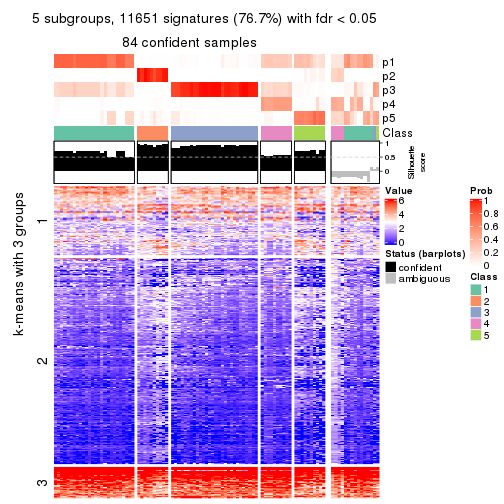 5 subgroups, 11651 signatures (76.7%) with fdr < 0.05
84 confident samples
p1
p2
p3
p4
p5
Class
1
0.5
0
Silhouette
score
k-means with 3 groups
1
2
3
Value
6
4
2
0
Status (barplots)
confident
ambiguous
Prob
1
0.8
0.6
0.4
0.2
0
Class
1
2
3
4
5